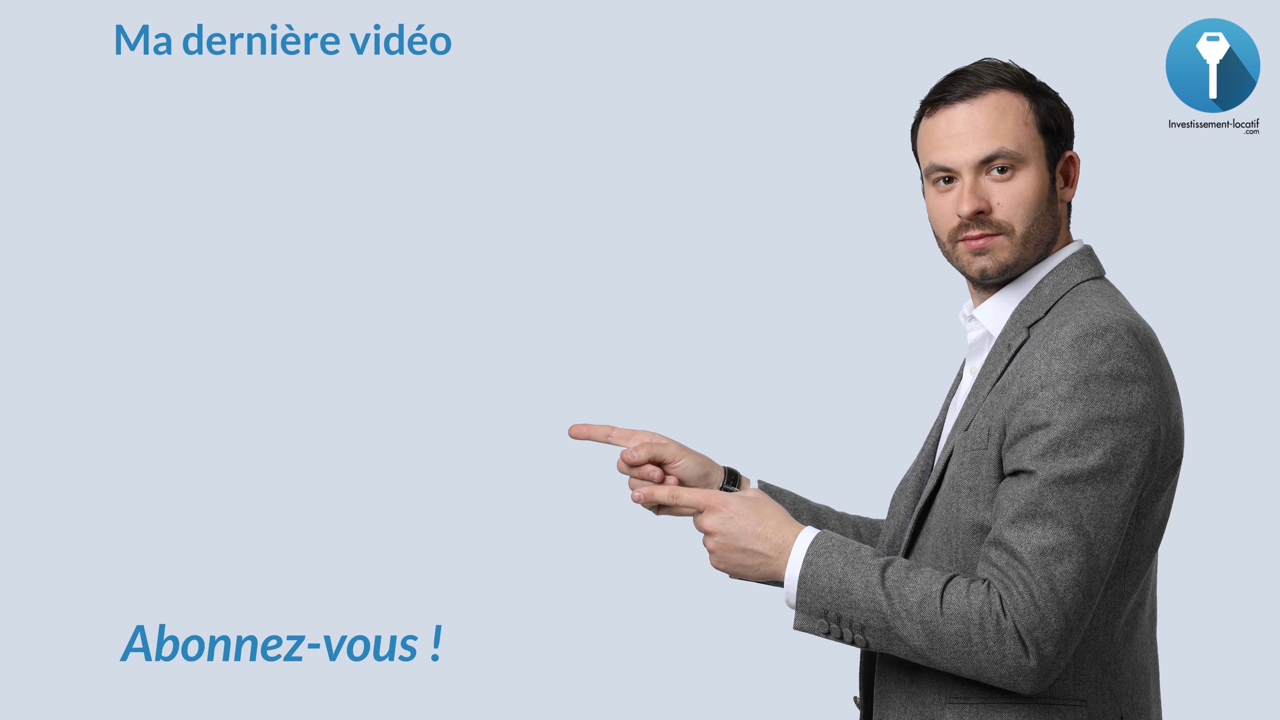 Ma dernière vidéo
Investissement-locatif
.com
Abonnez-vous !